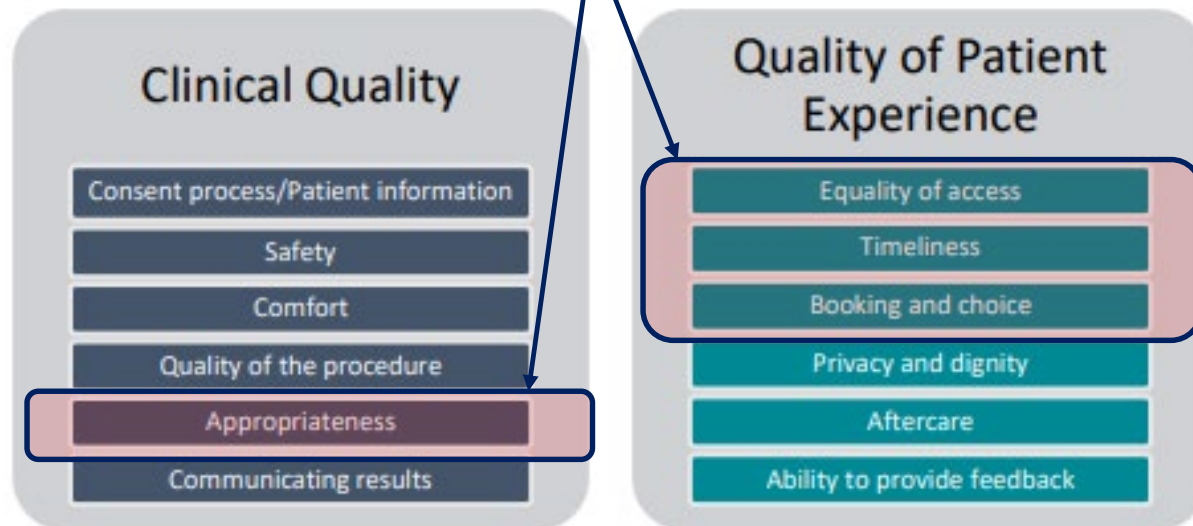 Clinical Quality
Consent process/Patient information
Safety
Comfort
Quality of the procedure
Appropriateness
Communicating results
Quality of Patient
Experience
Equality of access
Timeliness
Booking and choice
Privacy and dignity
Aftercare
Ability to provide feedback